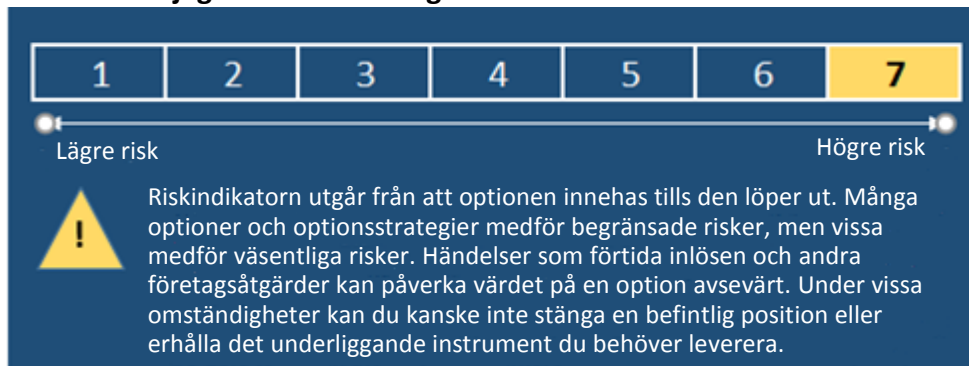 1 2 3 4 5 6 7
Lägre risk Högre risk
Riskindikatorn utgår från att optionen innehas tills den löper ut. Många
! optioner och optionsstrategier medför begränsade risker, men vissa
medför väsentliga risker. Händelser som förtida inlösen och andra
företagsåtgärder kan påverka värdet på en option avsevärt. Under vissa
omständigheter kan du kanske inte stänga en befintlig position eller
erhålla det underliggande instrument du behöver leverera.